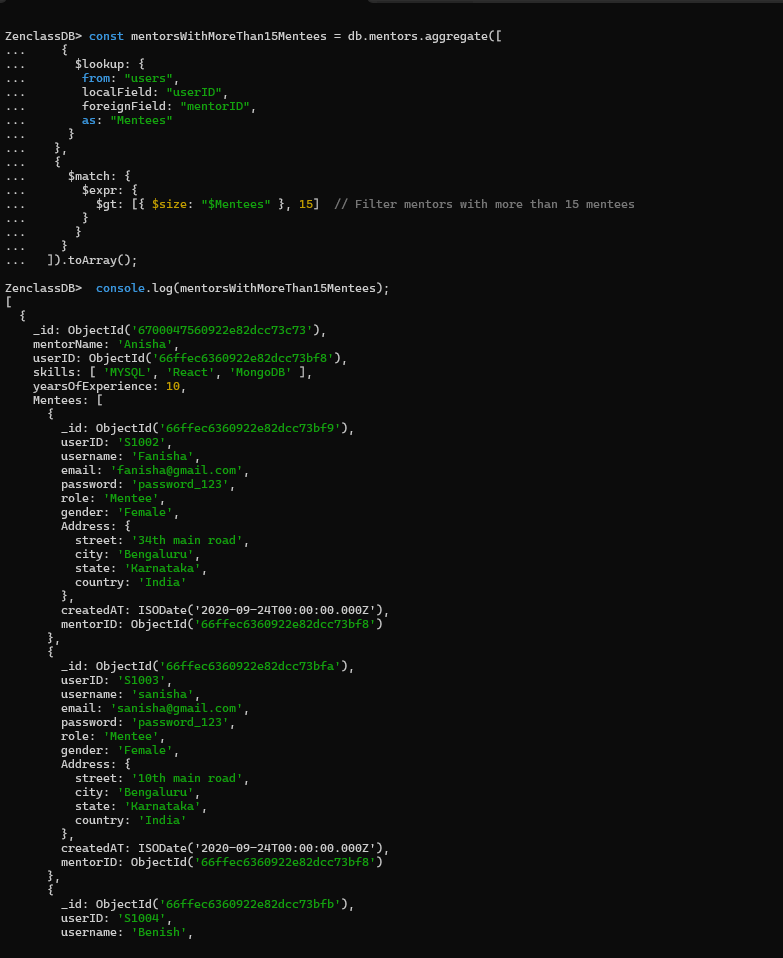 ZenclassDB> const mentorsWithMoreThan15Mentees = db.mentors.aggregate([
...     {
...       $lookup: {
...        from: "users",
...        localField: "userID",
...        foreignField: "mentorID",
...        as: "Mentees"
...      }
...    },
...    {
...      $match: {
...        $expr: {
...          $gt: [{ $size: "$Mentees" }, 15]  // Filter mentors with more than 15 mentees
...        }
...       }
...     }
...   ]).toArray();

ZenclassDB>  console.log(mentorsWithMoreThan15Mentees);
[
  {
    _id: ObjectId('6700047560922e82dcc73c73'),
    mentorName: 'Anisha',
    userID: ObjectId('66ffec6360922e82dcc73bf8'),
    skills: [ 'MYSQL', 'React', 'MongoDB' ],
    yearsOfExperience: 10,
    Mentees: [
      {
        _id: ObjectId('66ffec6360922e82dcc73bf9'),
        userID: 'S1002',
        username: 'Fanisha',
        email: 'fanisha@gmail.com',
        password: 'password_123',
        role: 'Mentee',
        gender: 'Female',
        Address: {
          street: '34th main road',
          city: 'Bengaluru',
          state: 'Karnataka',
          country: 'India'
        },
        createdAT: ISODate('2020-09-24T00:00:00.000Z'),
        mentorID: ObjectId('66ffec6360922e82dcc73bf8')
      },
      {
        _id: ObjectId('66ffec6360922e82dcc73bfa'),
        userID: 'S1003',
        username: 'sanisha',
        email: 'sanisha@gmail.com',
        password: 'password_123',
        role: 'Mentee',
        gender: 'Female',
        Address: {
          street: '10th main road',
          city: 'Bengaluru',
          state: 'Karnataka',
          country: 'India'
        },
        createdAT: ISODate('2020-09-24T00:00:00.000Z'),
        mentorID: ObjectId('66ffec6360922e82dcc73bf8')
      },
      {
        _id: ObjectId('66ffec6360922e82dcc73bfb'),
        userID: 'S1004',
        username: 'Benish',